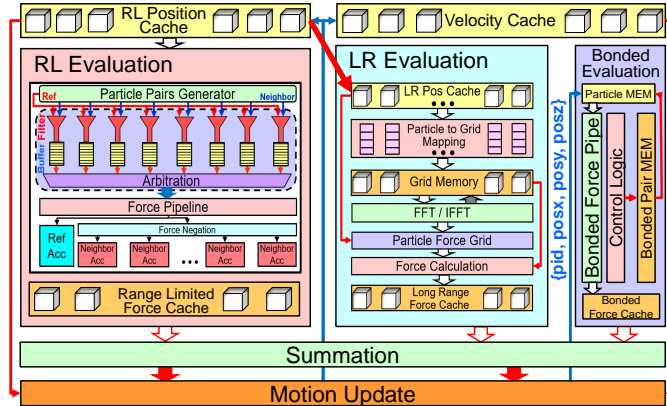 RL Position
Cache
Velocity Cache
RL Evaluation
Ref
Particle Pairs Generator
Neighbor
Filter
Buffer
Arbitration
Force Pipeline
Force Negation
Ref
Acc
Neighbor
Acc
Neighbor
Acc
Neighbor
Acc
Neighbor
Acc
Range Limited
Force Cache
LR Evaluation
LR Pos Cache
•••
Particle to Grid
Mapping
•••
Grid Memory
FFT / IFFT
Particle Force Grid
Force Calculation
Long Range
Force Cache
{pid, posx, posy, posz}
Bonded
Evaluation
Particle MEM
Bonded Force Pipe
Control Logic
Bonded Pair MEM
Bonded
Force Cache
Summation
Motion Update